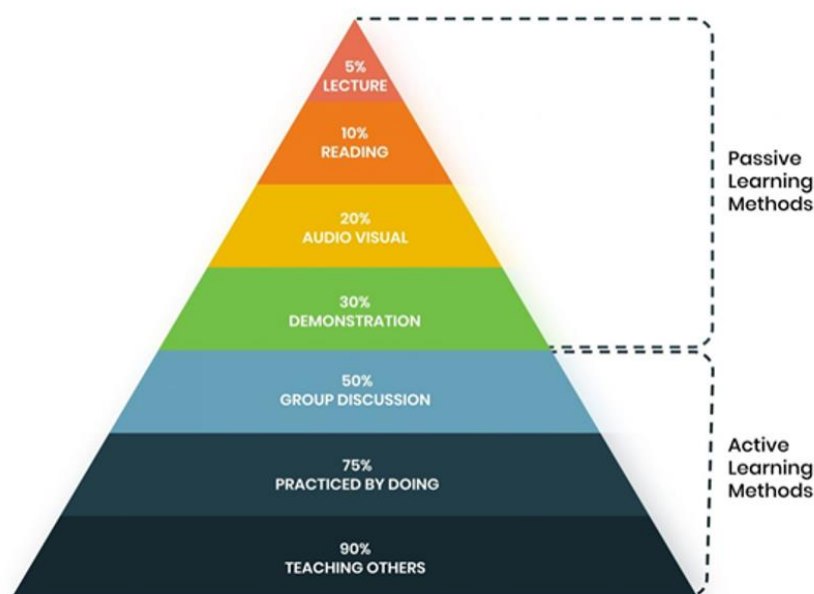 5%
LECTURE
10%
READING
20%
AUDIO VISUAL
30%
DEMONSTRATION
50%
GROUP DISCUSSION
75%
PRACTICED BY DOING
90%
TEACHING OTHERS
Passive
Learning
Methods
Active
Learning
Methods